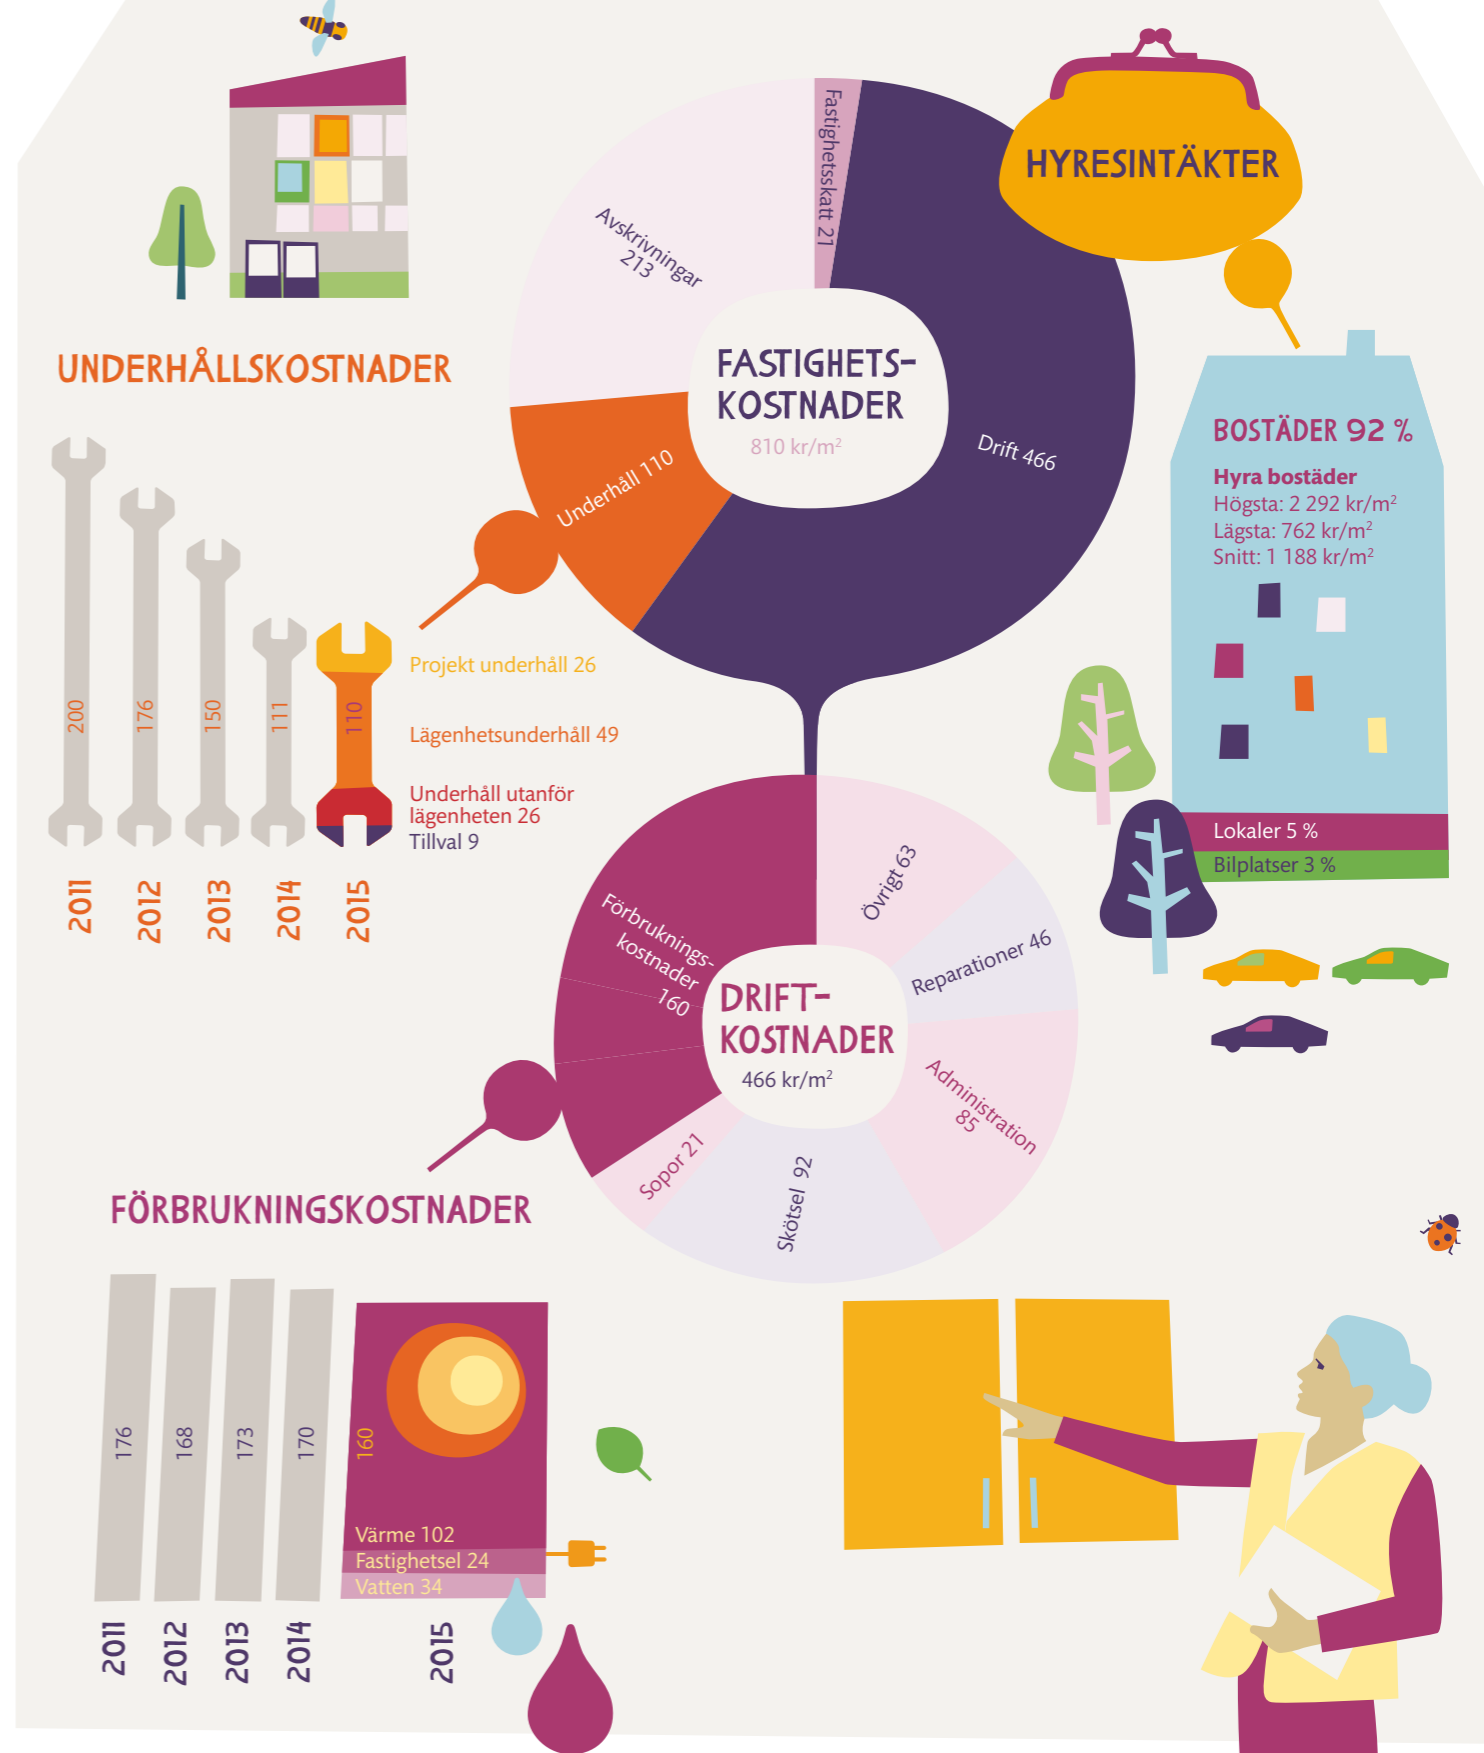 HYRESINTÄKTER
Fastighetsskatt 21
Avskrivningar
213
FASTIGHETS-
KOSTNADER
810 kr/m²
Drift 466
Underhåll 110
UNDERHÅLLSKOSTNADER
200
176
150
111
110
Projekt underhåll 26
Lägenhetsunderhåll 49
Underhåll utanför
lägenheten 26
Tillval 9
2011
2012
2013
2014
2015
BOSTÄDER 92 %
Hyra bostäder
Högsta: 2 292 kr/m²
Lägsta: 762 kr/m²
Snitt: 1 188 kr/m²
Lokaler 5 %
Bilplatser 3 %
Övrigt 63
Reparationer 46
Förbruknings-
kostnader
160
DRIFT-
KOSTNADER
466 kr/m²
Administration
85
Sopor 21
Skötsel 92
FÖRBRUKNINGSKOSTNADER
176
168
173
170
160
Värme 102
Fastighetsel 24
Vatten 34
2011
2012
2013
2014
2015